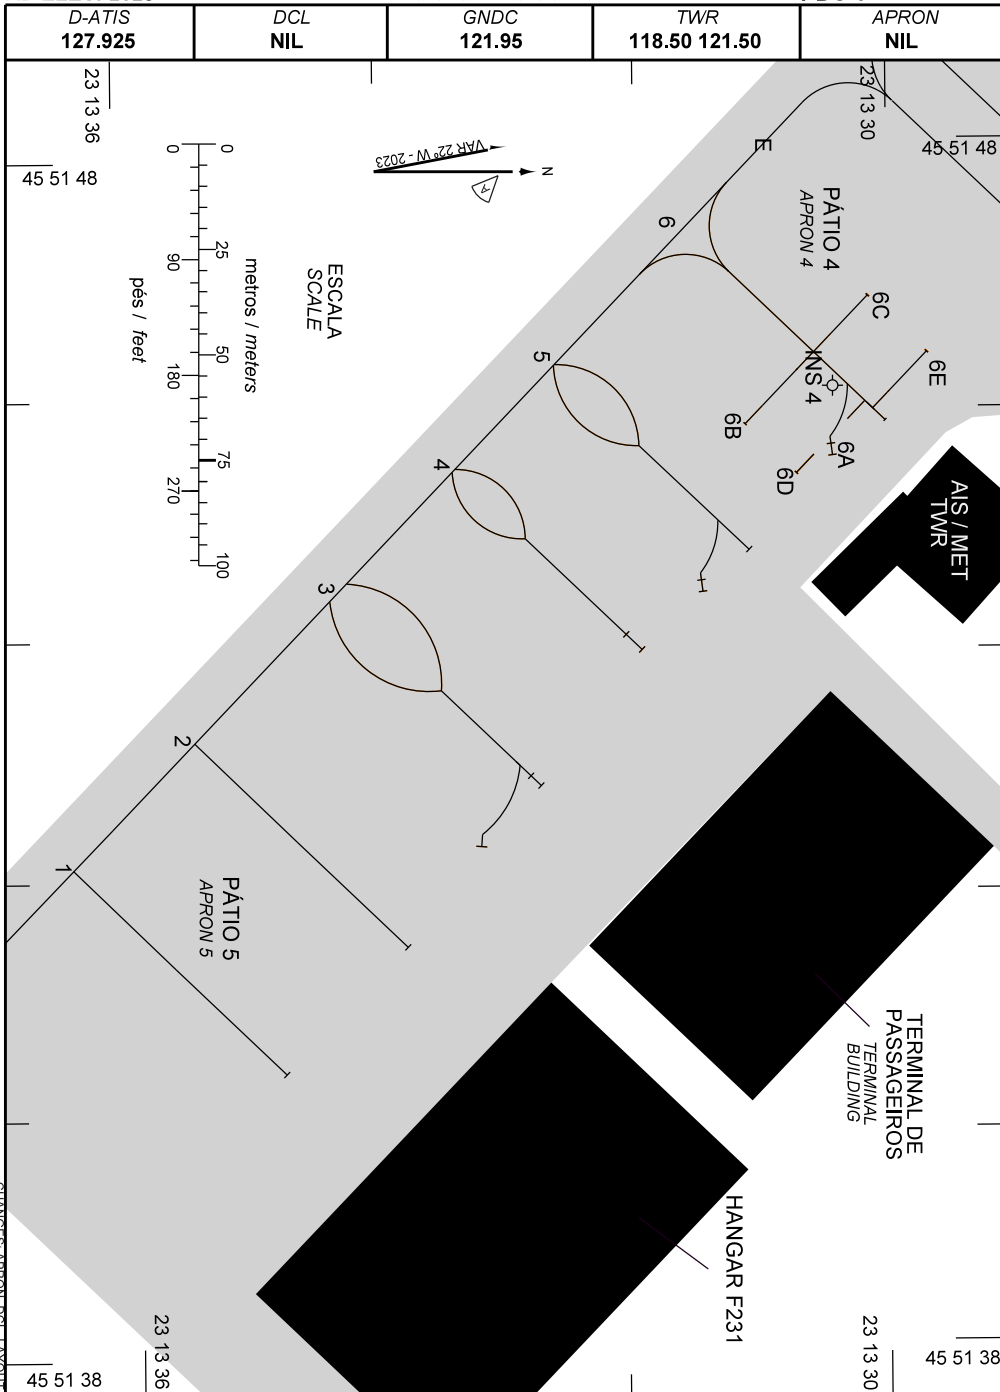 D-ATIS
127.925
DCL
NIL
GNDC
121.95
TWR
118.50 121.50
APRON
NIL
23 13 36
23 13 30
45 51 48
45 51 48
VAR 22° W - 2023
N
E
PÁTIO 4
APRON 4
6
5
4
3
2
1
6C
6E
INS 4
6B
6A
6D
AIS / MET
TWR
ESCALA
SCALE
metros / meters
0
25
50
75
100
0
90
180
270
pés / feet
PÁTIO 5
APRON 5
TERMINAL DE
PASSAGEIROS
TERMINAL
BUILDING
HANGAR F231
23 13 36
23 13 30
45 51 38
45 51 38